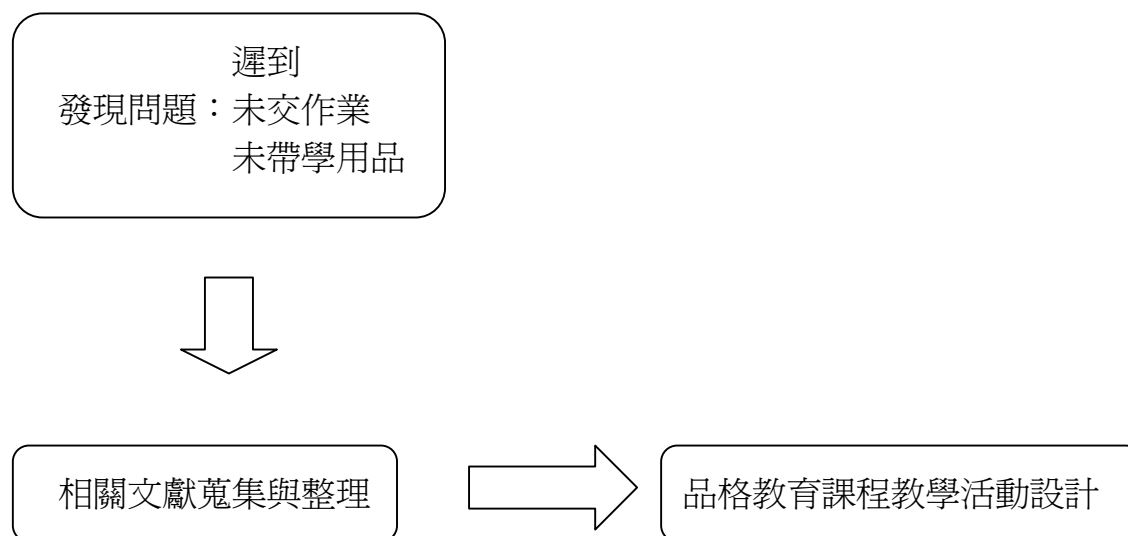 遲到
發現問題：未交作業
未帶學用品
相關文獻蒐集與整理
品格教育課程教學活動設計